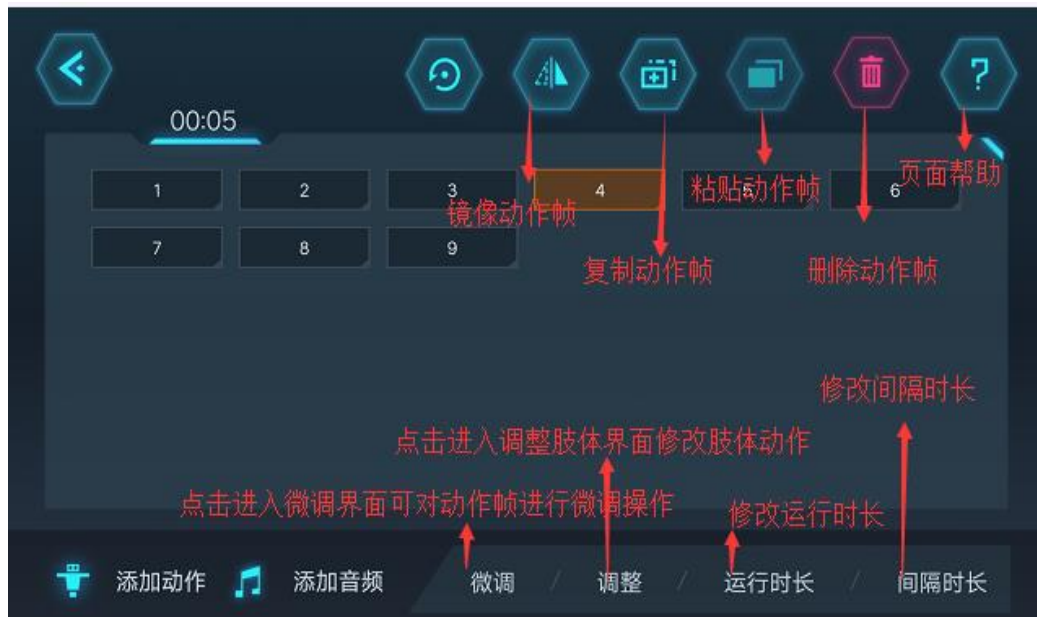 00:05
页面帮助
粘贴动作帧
1 2 3 4 5 6
镜像动作帧
7 8 9
复制动作帧
删除动作帧
修改间隔时长
点击进入调整肢体界面修改肢体动作
点击进入微调界面可对动作帧进行微调操作
修改运行时长
添加动作 添加音频 微调 / 调整 / 运行时长 / 间隔时长